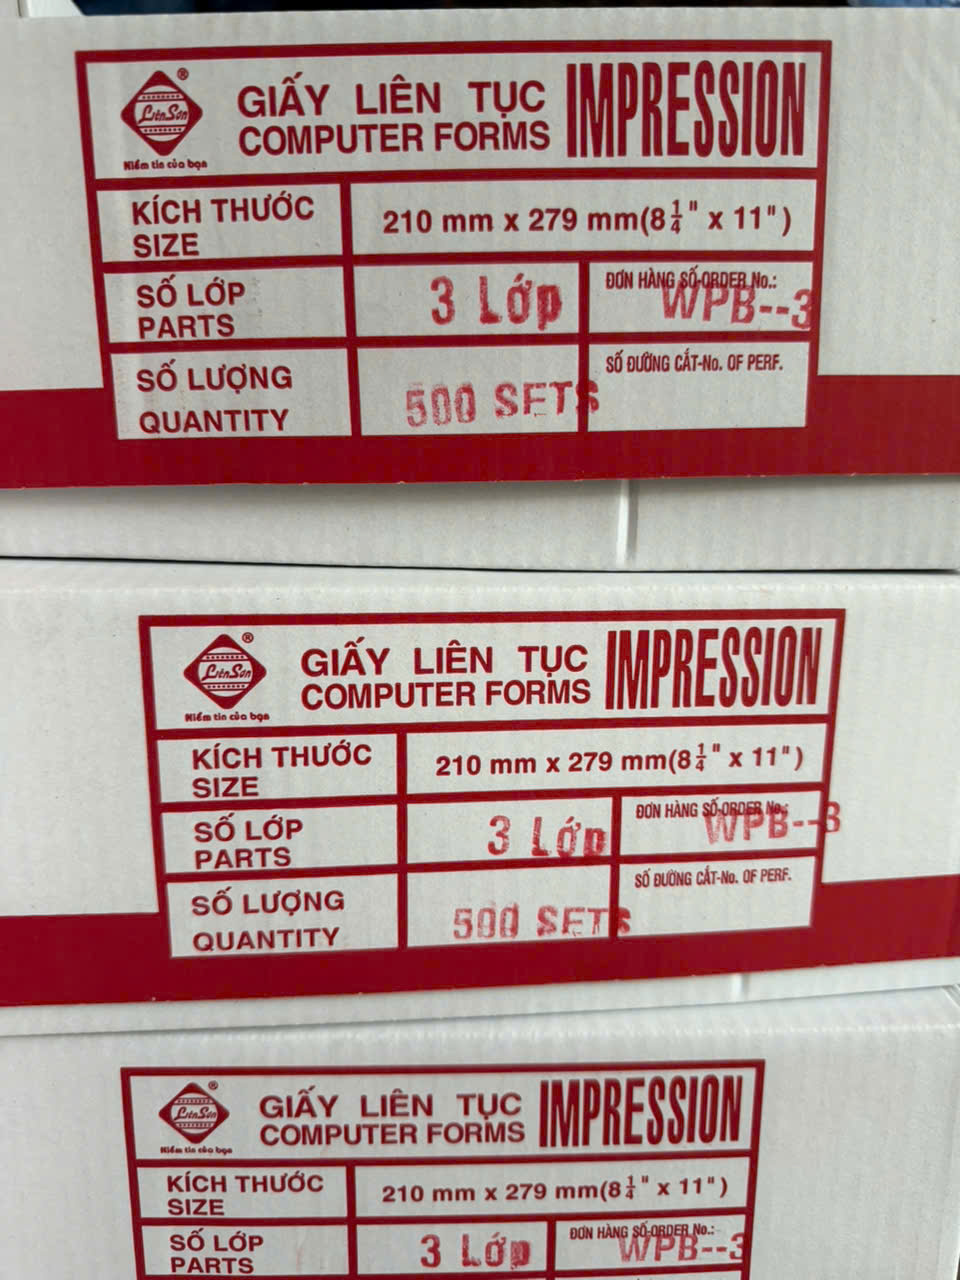 LiênSơn ®
Niềm tin của bạn
GIẤY LIÊN TỤC
COMPUTER FORMS
IMPRESSION
KÍCH THƯỚC
SIZE
210 mm x 279 mm(8 1/4" x 11")
SỐ LỚP
PARTS
3 Lớp
ĐƠN HÀNG SỐ-ORDER No.:
WPB--3
SỐ LƯỢNG
QUANTITY
500 SETS
SỐ ĐƯỜNG CẮT-No. OF PERF.
LiênSơn ®
Niềm tin của bạn
GIẤY LIÊN TỤC
COMPUTER FORMS
IMPRESSION
KÍCH THƯỚC
SIZE
210 mm x 279 mm(8 1/4" x 11")
SỐ LỚP
PARTS
3 Lớp
ĐƠN HÀNG SỐ-ORDER No.:
WPB--3
SỐ LƯỢNG
QUANTITY
500 SETS
SỐ ĐƯỜNG CẮT-No. OF PERF.
LiênSơn ®
Niềm tin của bạn
GIẤY LIÊN TỤC
COMPUTER FORMS
IMPRESSION
KÍCH THƯỚC
SIZE
210 mm x 279 mm(8 1/4" x 11")
SỐ LỚP
PARTS
3 Lớp
ĐƠN HÀNG SỐ-ORDER No.:
WPB--3